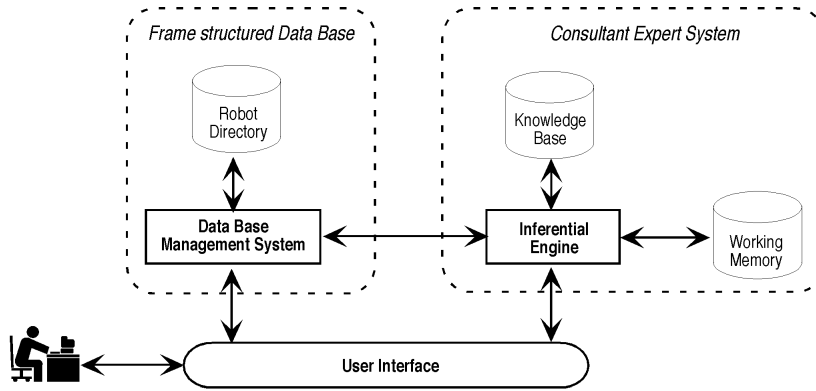 Frame structured Data Base
Consultant Expert System
Robot
Directory
Knowledge
Base
Data Base
Management System
Inferential
Engine
Working
Memory
User Interface